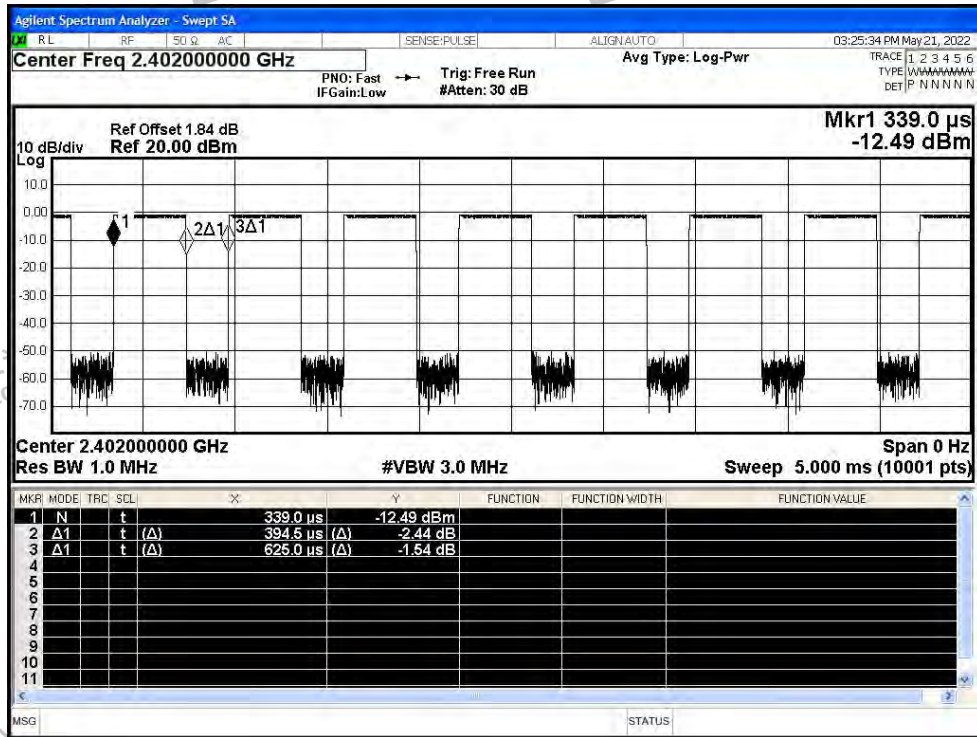 Agilent Spectrum Analyzer - Swept SA
LXI RL RF 50 Ω AC SENSE:PULSE ALIGNAUTO 03:25:34 PM May 21, 2022
Center Freq 2.402000000 GHz
PNO: Fast
IFGain:Low
Trig: Free Run
#Atten: 30 dB
Avg Type: Log-Pwr
TRACE 1 2 3 4 5 6
TYPE WWWWWW
DET P N N N N N
Ref Offset 1.84 dB
10 dB/div Ref 20.00 dBm
Log
Mkr1 339.0 µs
-12.49 dBm
10.0
0.00
-10.0
-20.0
-30.0
-40.0
-50.0
-60.0
-70.0
1 2Δ1 3Δ1
Center 2.402000000 GHz Span 0 Hz
Res BW 1.0 MHz #VBW 3.0 MHz Sweep 5.000 ms (10001 pts)
MKR MODE TRC SCL X Y FUNCTION FUNCTION WIDTH FUNCTION VALUE
1 N t 339.0 µs -12.49 dBm
2 Δ1 t (Δ) 394.5 µs (Δ) -2.44 dB
3 Δ1 t (Δ) 625.0 µs (Δ) -1.54 dB
4
5
6
7
8
9
10
11
MSG STATUS